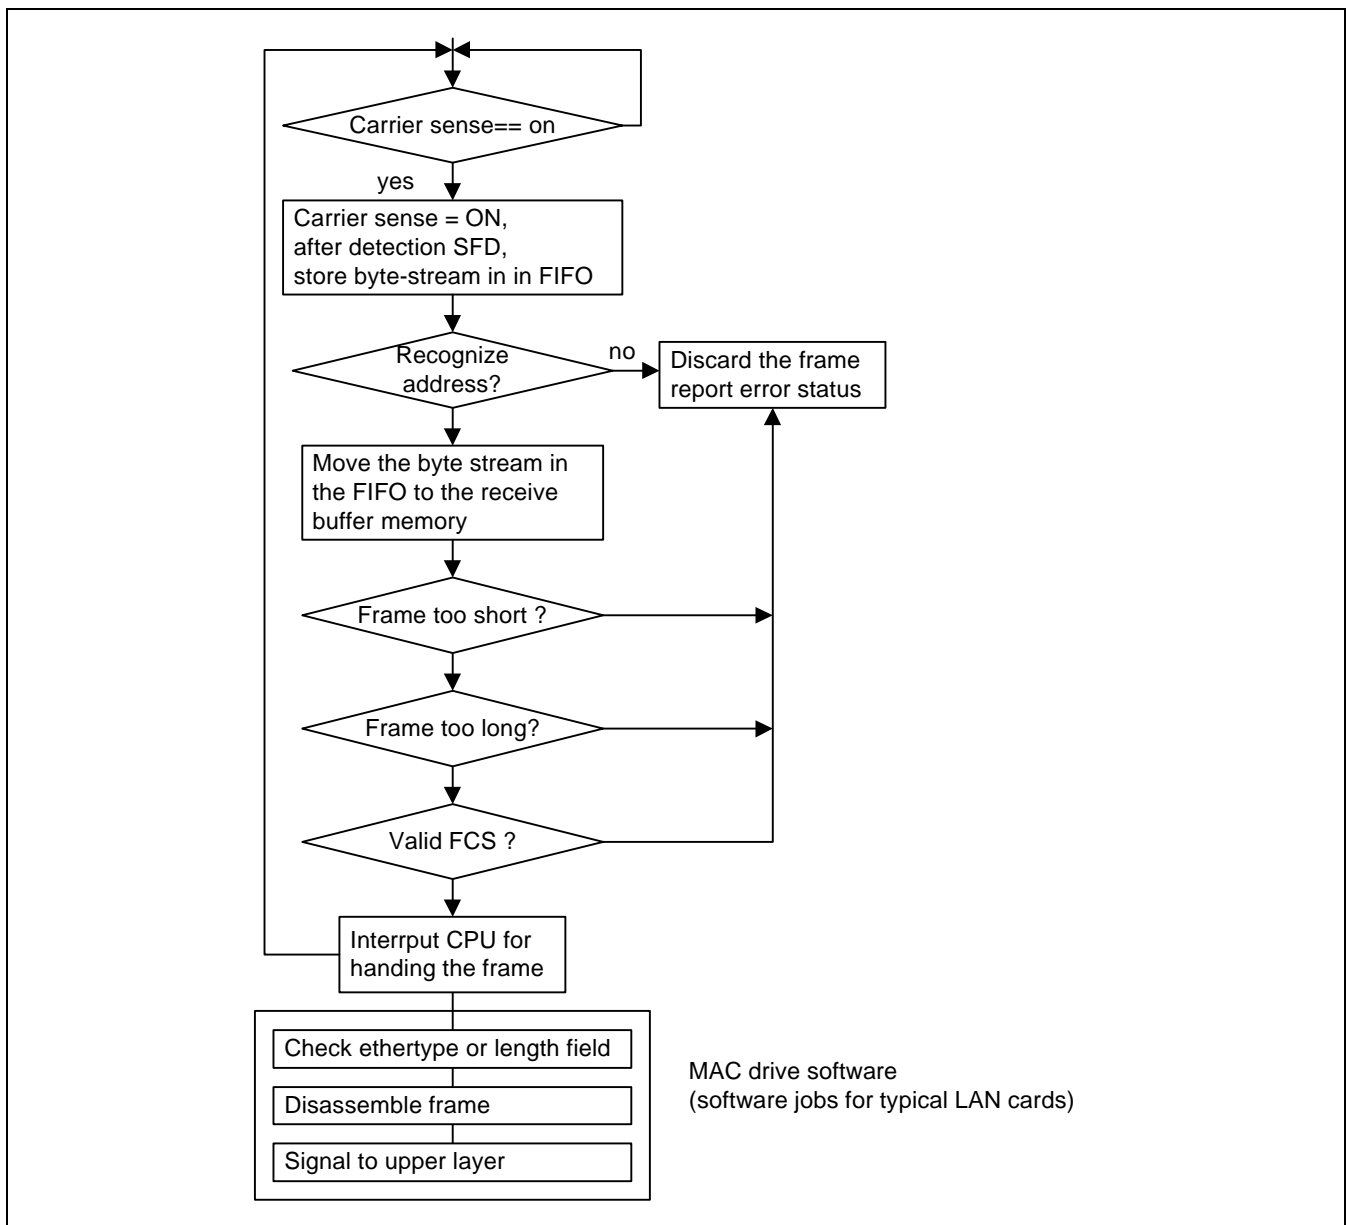 Carrier sense== on
yes
Carrier sense = ON,
after detection SFD,
store byte-stream in in FIFO
Recognize
address?
no
Discard the frame
report error status
Move the byte stream in
the FIFO to the receive
buffer memory
Frame too short ?
Frame too long?
Valid FCS ?
Interrput CPU for
handing the frame
Check ethertype or length field
Disassemble frame
Signal to upper layer
MAC drive software
(software jobs for typical LAN cards)